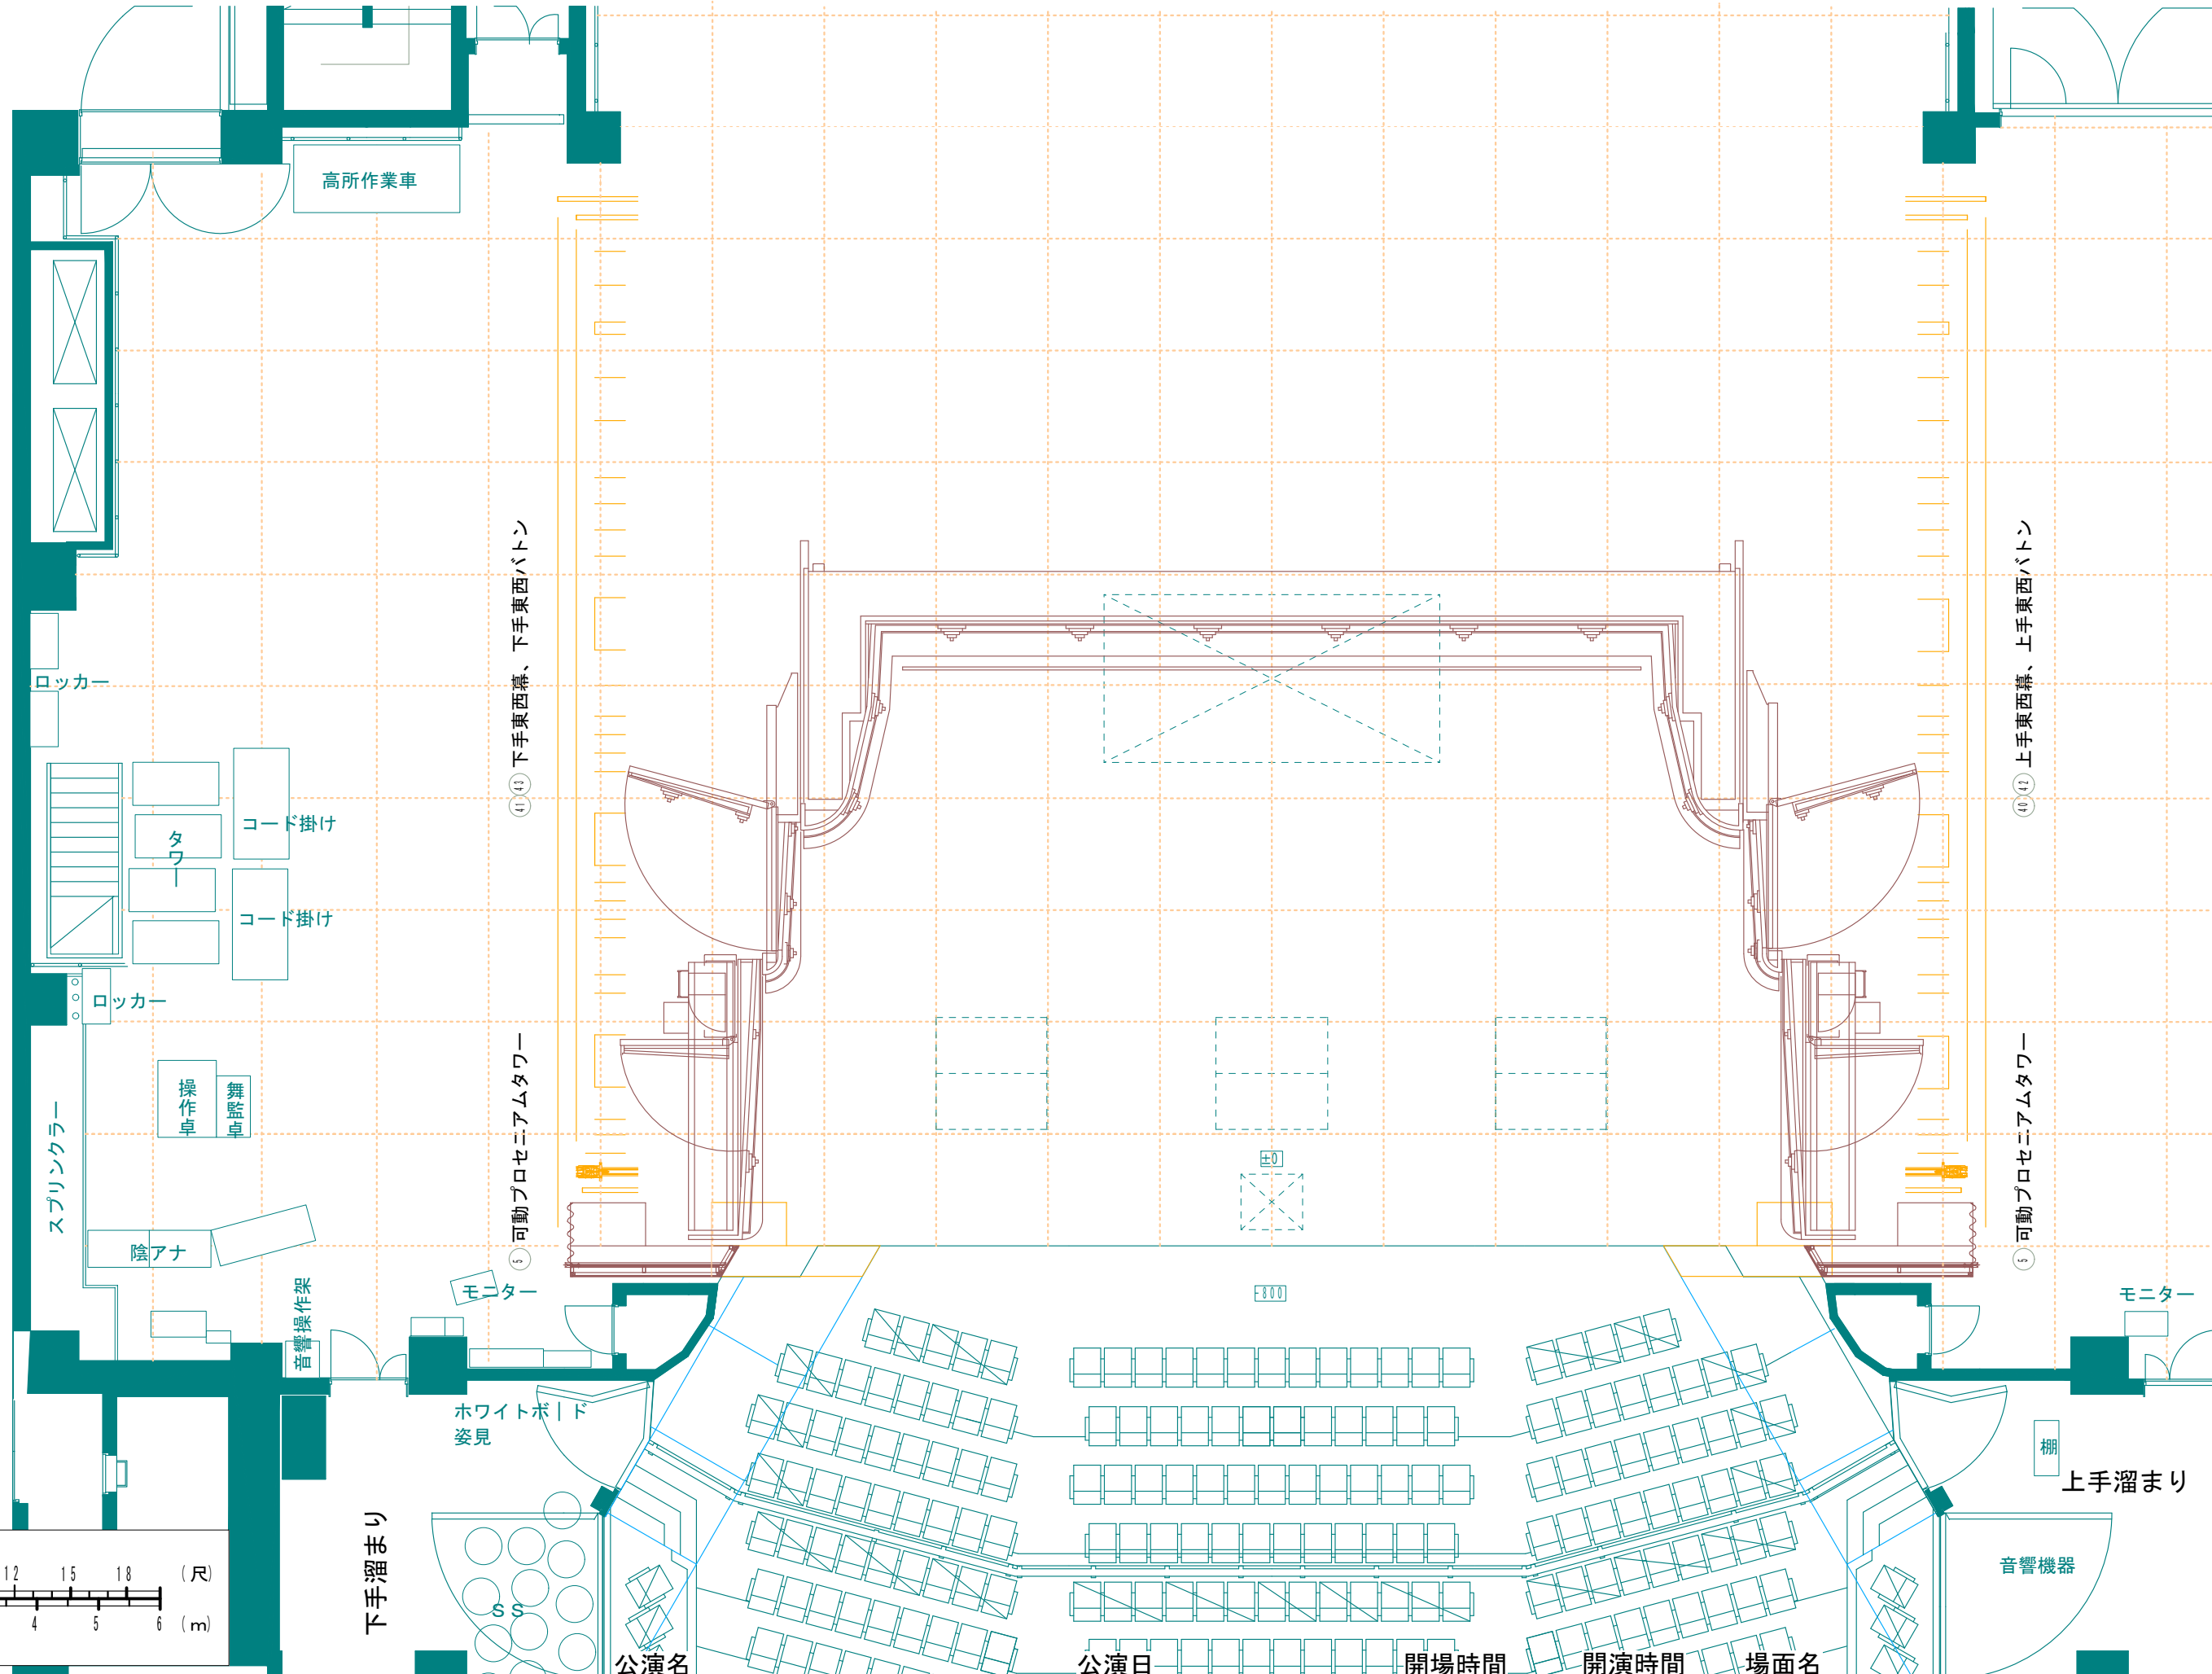 高所作業車
下手東西幕、下手東西バトン
41 43
上手東西幕、上手東西バトン
40 42
ロッカー
タワー
コード掛け
コード掛け
ロッカー
操作卓
舞監卓
スプリンクラー
可動プロセニアムタワー
5
可動プロセニアムタワー
5
±0
陰アナ
音響操作架
モニター
-800
モニター
ホワイトボード
姿見
棚
上手溜まり
下手溜まり
SS
音響機器
12 15 18 (尺)
4 5 6 (m)
公演名 公演日 開場時間 開演時間 場面名